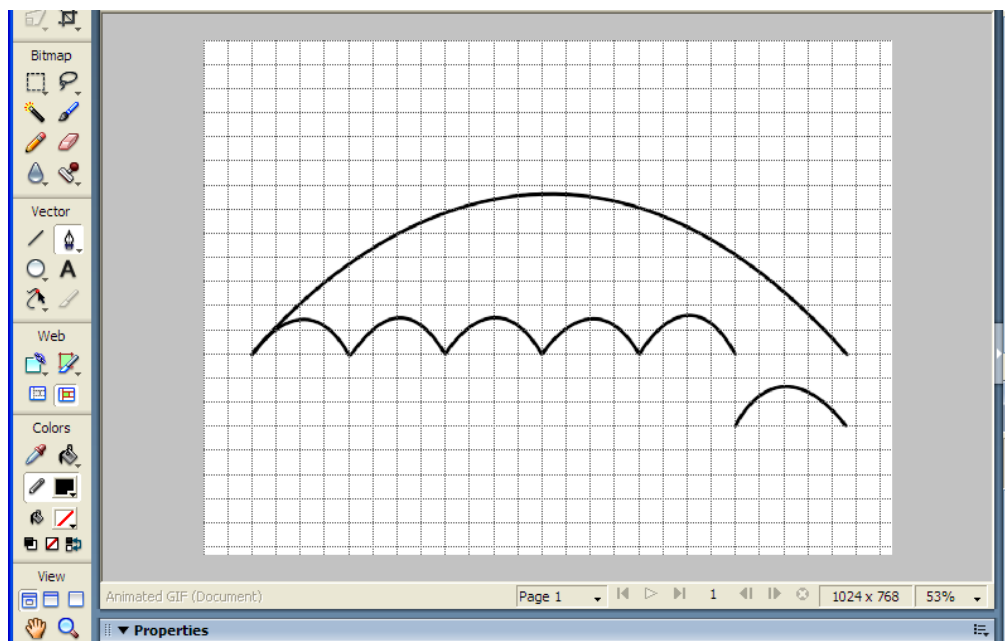 Bitmap
Vector
A
Web
Colors
View
Animated GIF (Document)
Page 1
1
1024 x 768
53%
Properties